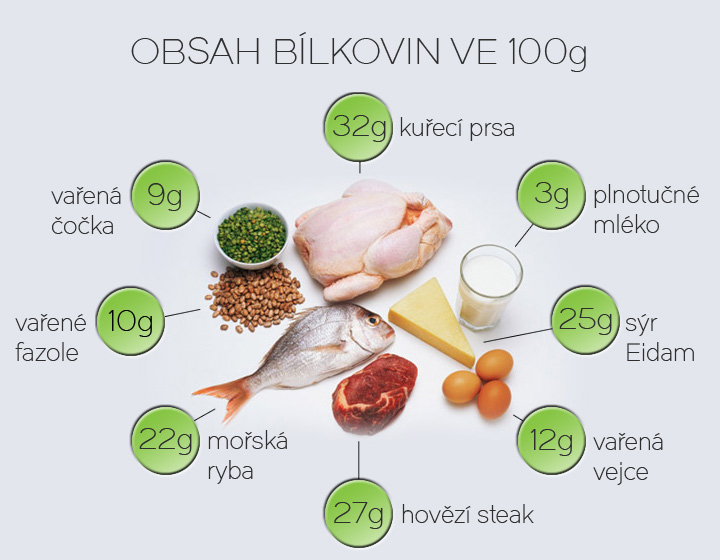 OBSAH BÍLKOVIN VE 100g
32g kuřecí prsa
9g
vařená
čočka
3g
plnotučné
mléko
10g
vařené
fazole
25g
sýr
Eidam
22g
mořská
ryba
12g
vařená
vejce
27g hovězí steak